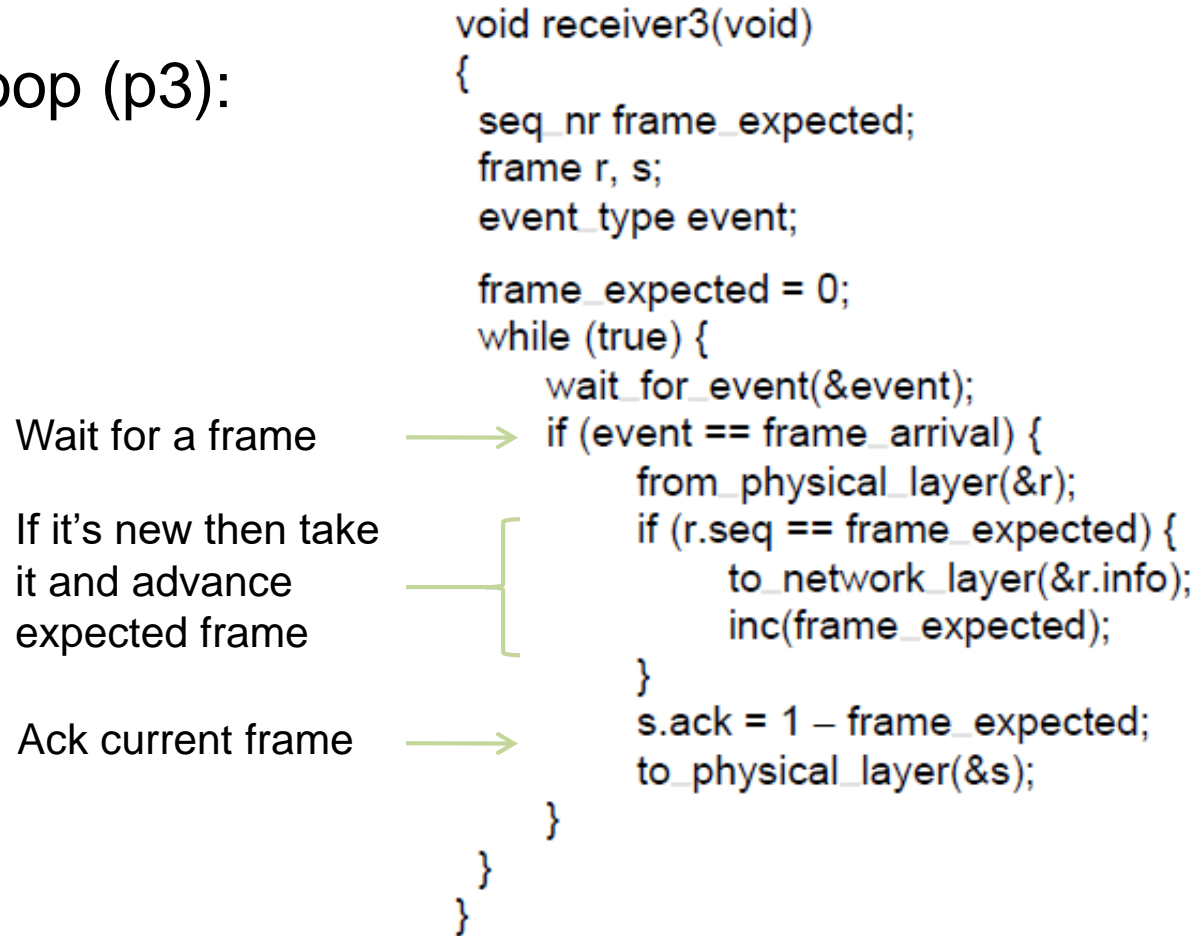 oop (p3):
Wait for a frame
If it's new then take
it and advance
expected frame
Ack current frame
void receiver3(void)
{
seq_nr frame_expected;
frame r, s;
event_type event;
frame_expected = 0;
while (true) {
wait_for_event(&event);
if (event == frame_arrival) {
from_physical_layer(&r);
if (r.seq == frame_expected) {
to_network_layer(&r.info);
inc(frame_expected);
}
s.ack = 1 – frame_expected;
to_physical_layer(&s);
}
}
}